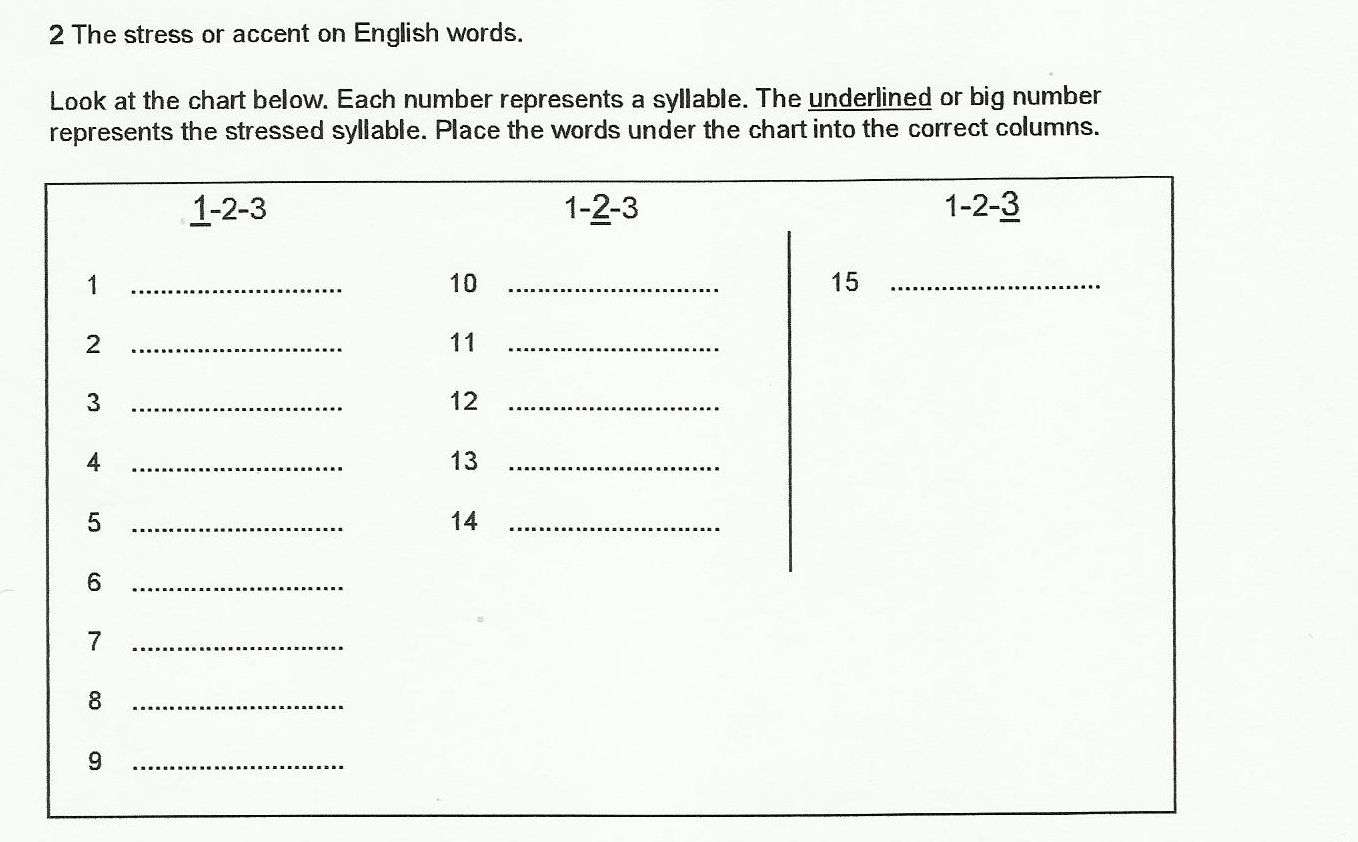 2 The stress or accent on English words.
Look at the chart below. Each number represents a syllable. The underlined or big number
represents the stressed syllable. Place the words under the chart into the correct columns.
1-2-3 1-2-3 1-2-3
1 ............................. 10 ............................. 15 .............................
2 ............................. 11 .............................
3 ............................. 12 .............................
4 ............................. 13 .............................
5 ............................. 14 .............................
6 .............................
7 .............................
8 .............................
9 .............................